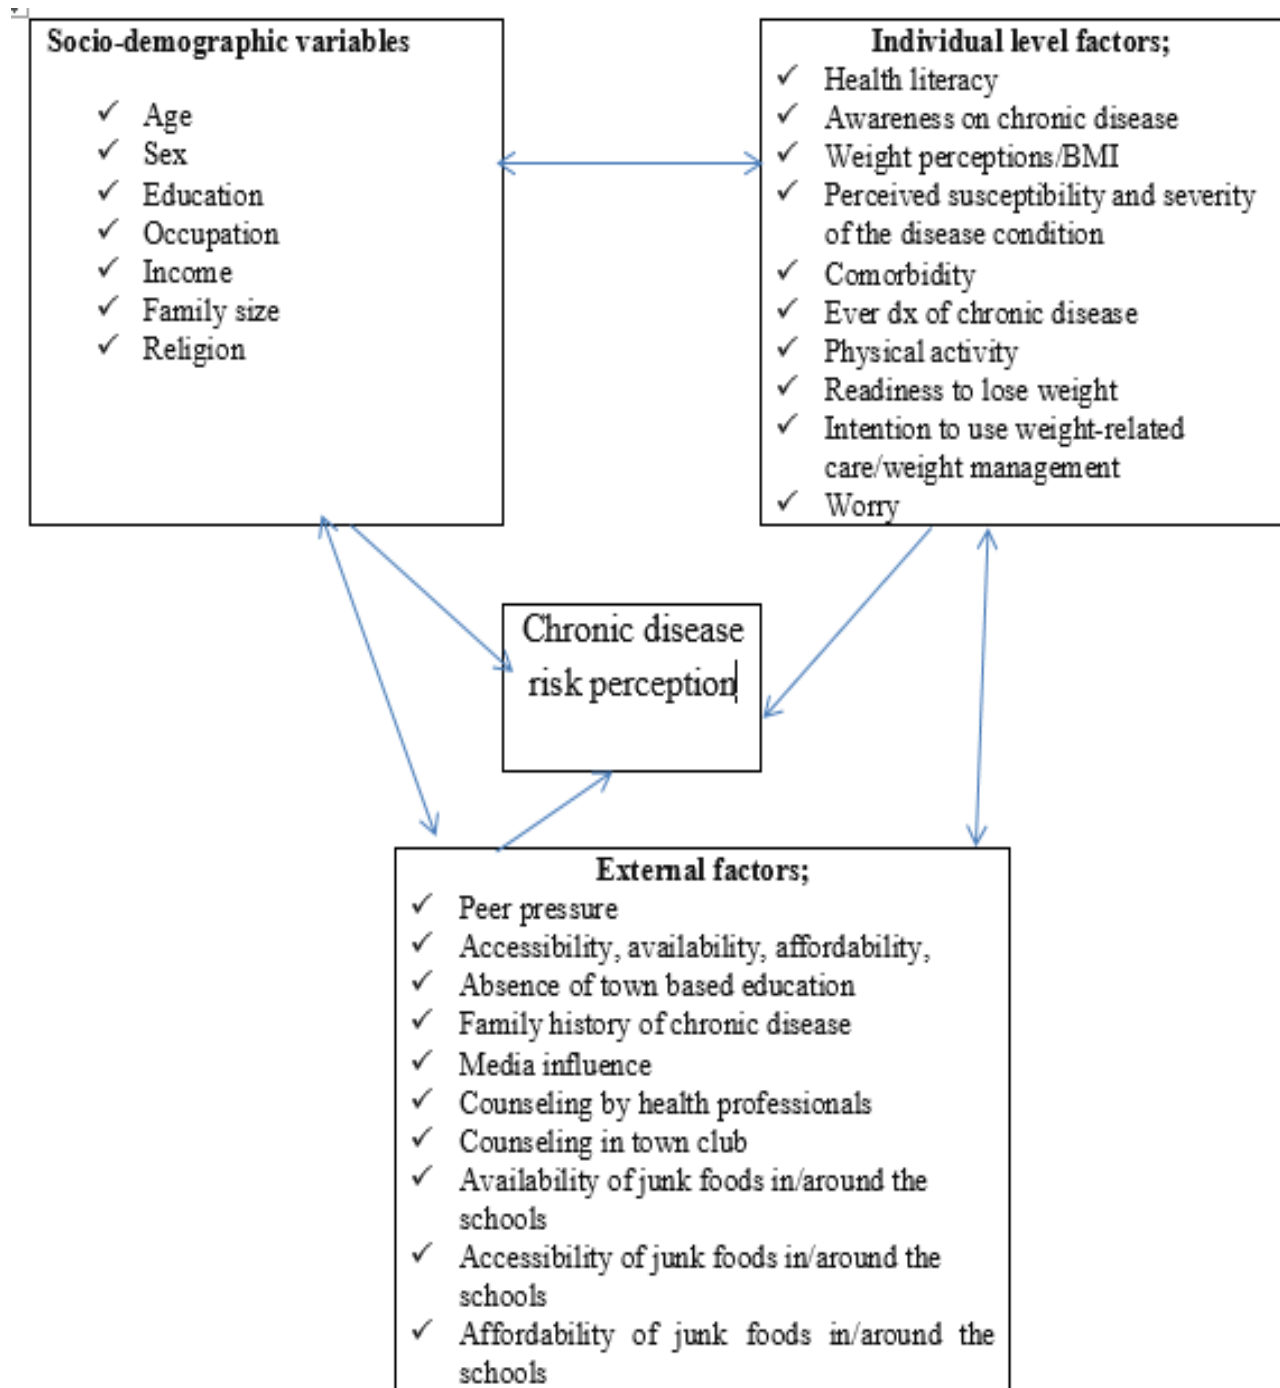 Socio-demographic variables
✓ Age
✓ Sex
✓ Education
✓ Occupation
✓ Income
✓ Family size
✓ Religion
Individual level factors;
✓ Health literacy
✓ Awareness on chronic disease
✓ Weight perceptions/BMI
✓ Perceived susceptibility and severity
of the disease condition
✓ Comorbidity
✓ Ever dx of chronic disease
✓ Physical activity
✓ Readiness to lose weight
✓ Intention to use weight-related
care/weight management
✓ Worry
Chronic disease
risk perception
External factors;
✓ Peer pressure
✓ Accessibility, availability, affordability,
✓ Absence of town based education
✓ Family history of chronic disease
✓ Media influence
✓ Counseling by health professionals
✓ Counseling in town club
✓ Availability of junk foods in/around the
schools
✓ Accessibility of junk foods in/around the
schools
✓ Affordability of junk foods in/around the
schools